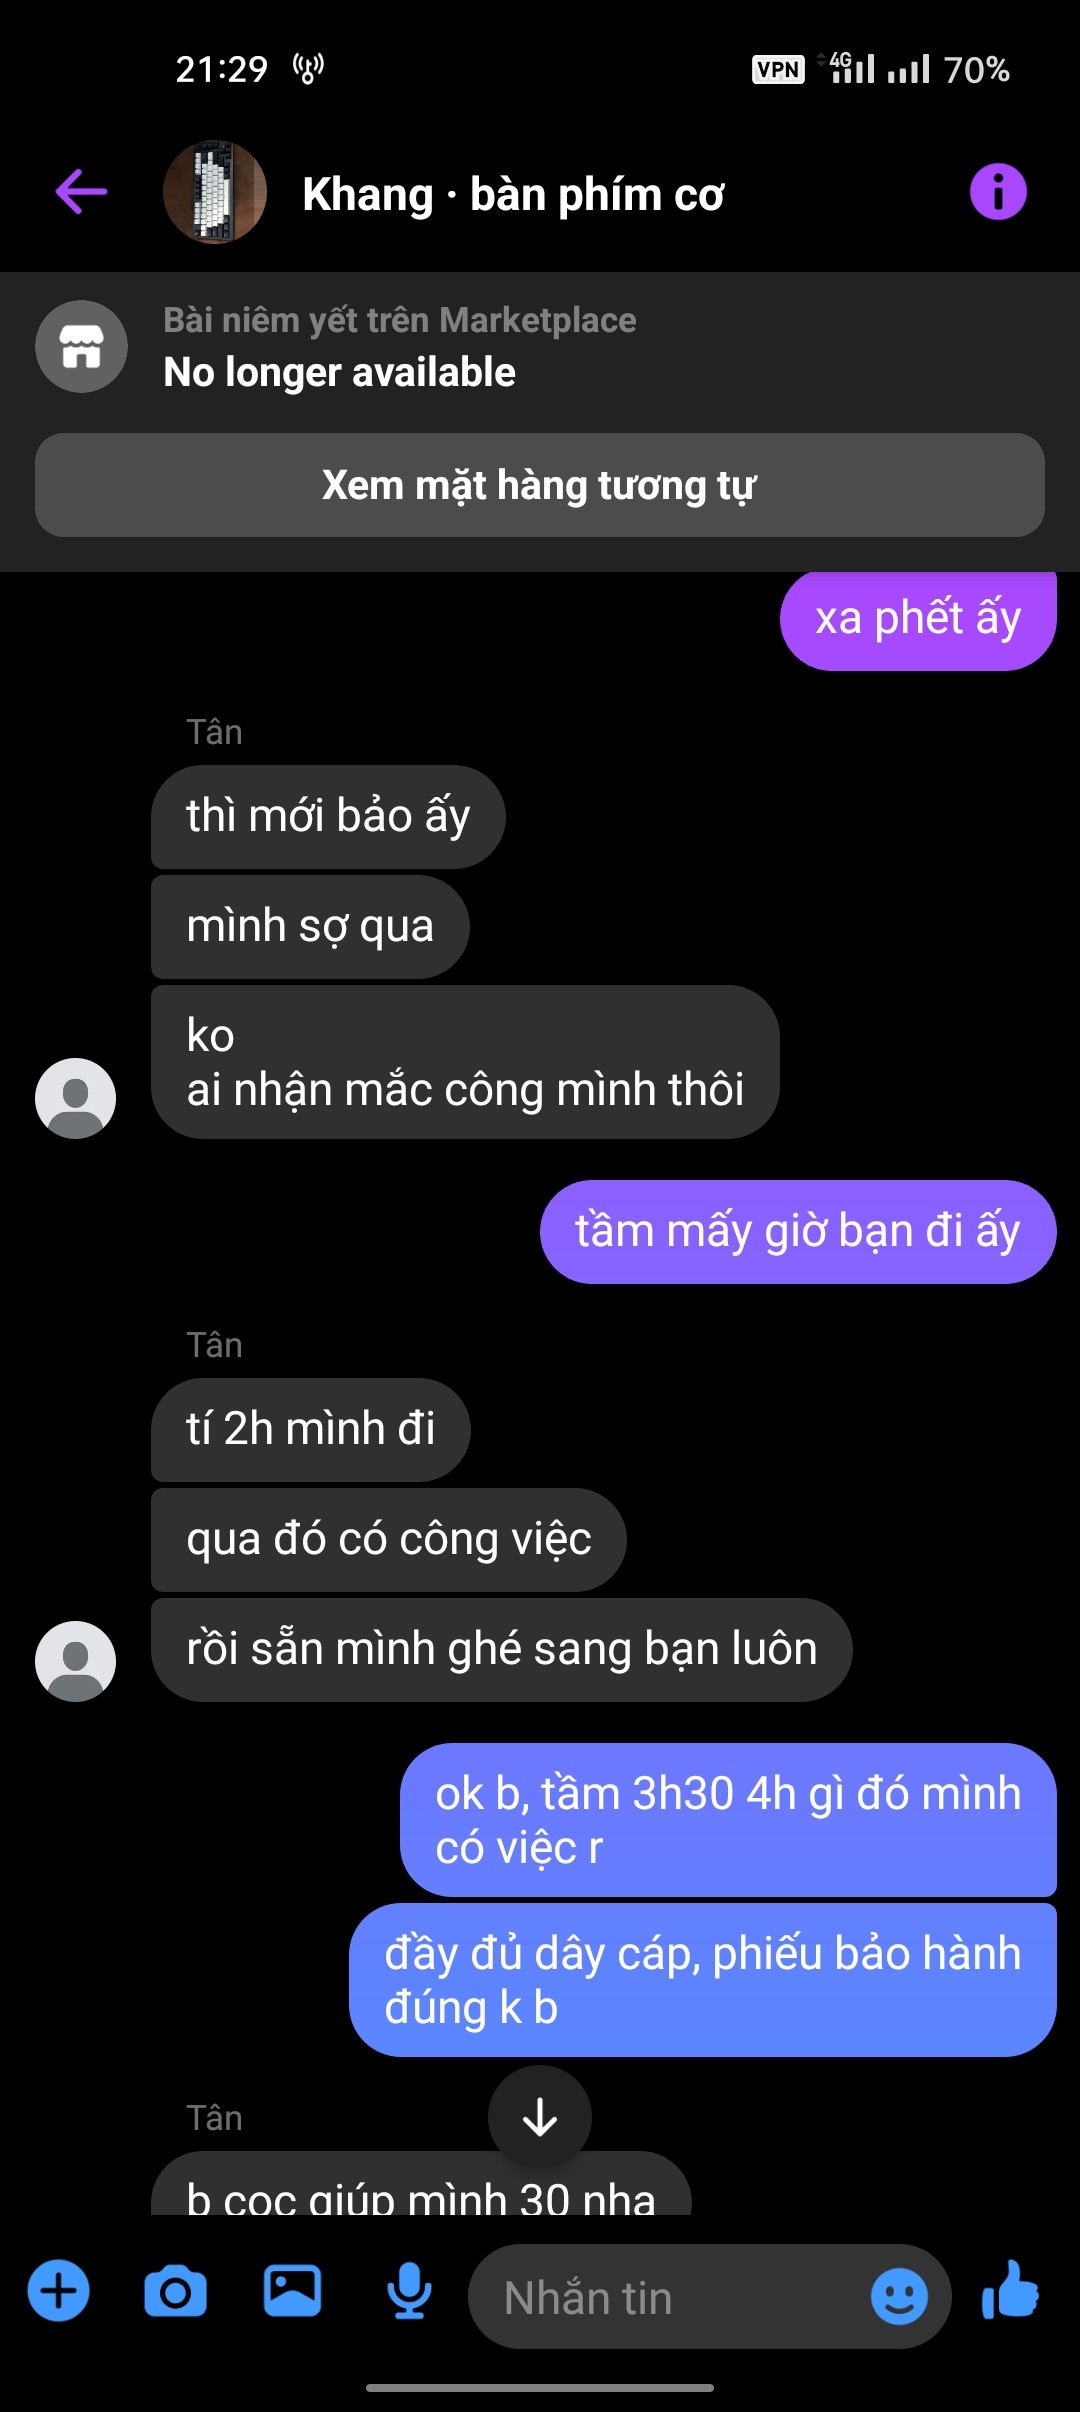 21:29
VPN 4G 70%
Khang · bàn phím cơ
Bài niêm yết trên Marketplace
No longer available
Xem mặt hàng tương tự
xa phết ấy
Tân
thì mới bảo ấy
mình sợ qua
ko
ai nhận mắc công mình thôi
tầm mấy giờ bạn đi ấy
Tân
tí 2h mình đi
qua đó có công việc
rồi sẵn mình ghé sang bạn luôn
ok b, tầm 3h30 4h gì đó mình
có việc r
đầy đủ dây cáp, phiếu bảo hành
đúng k b
Tân
b cọc giúp mình 30 nha
Nhắn tin